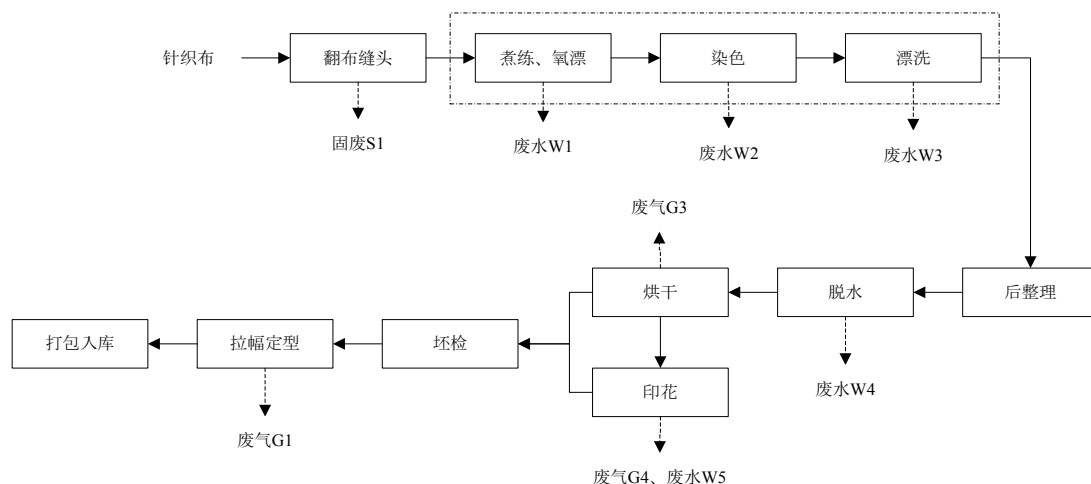 针织布
翻布缝头
煮练、氧漂
染色
漂洗
固废S1
废水W1
废水W2
废水W3
废气G3
打包入库
拉幅定型
坯检
烘干
脱水
后整理
印花
废水W4
废气G1
废气G4、废水W5